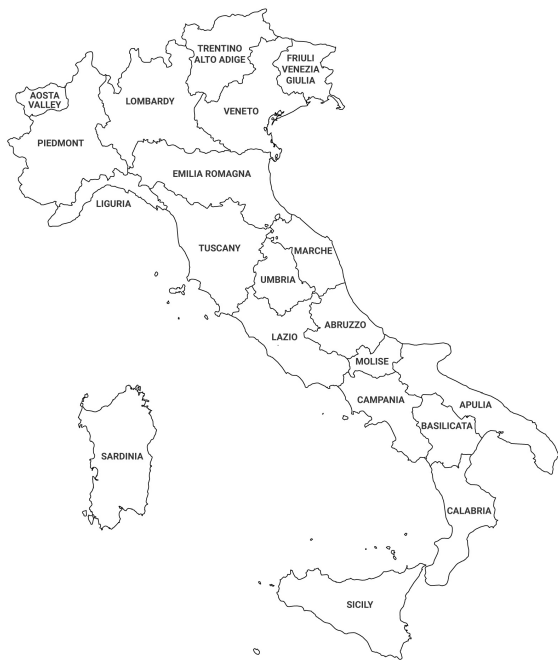 TRENTINO
ALTO ADIGE
FRIULI
VENEZIA
GIULIA
AOSTA
VALLEY
LOMBARDY
VENETO
PIEDMONT
EMILIA ROMAGNA
LIGURIA
TUSCANY
MARCHE
UMBRIA
ABRUZZO
LAZIO
MOLISE
CAMPANIA
APULIA
BASILICATA
SARDINIA
CALABRIA
SICILY